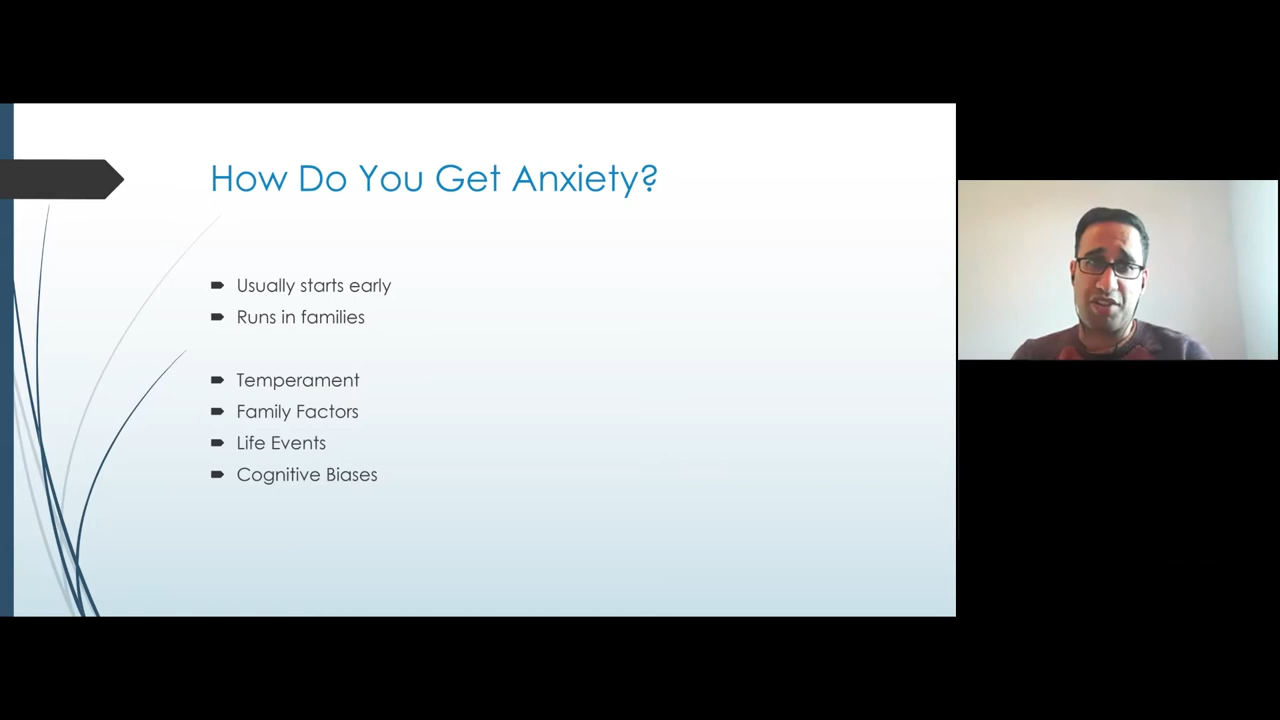 How Do You Get Anxiety?
Usually starts early
Runs in families
Temperament
Family Factors
Life Events
Cognitive Biases